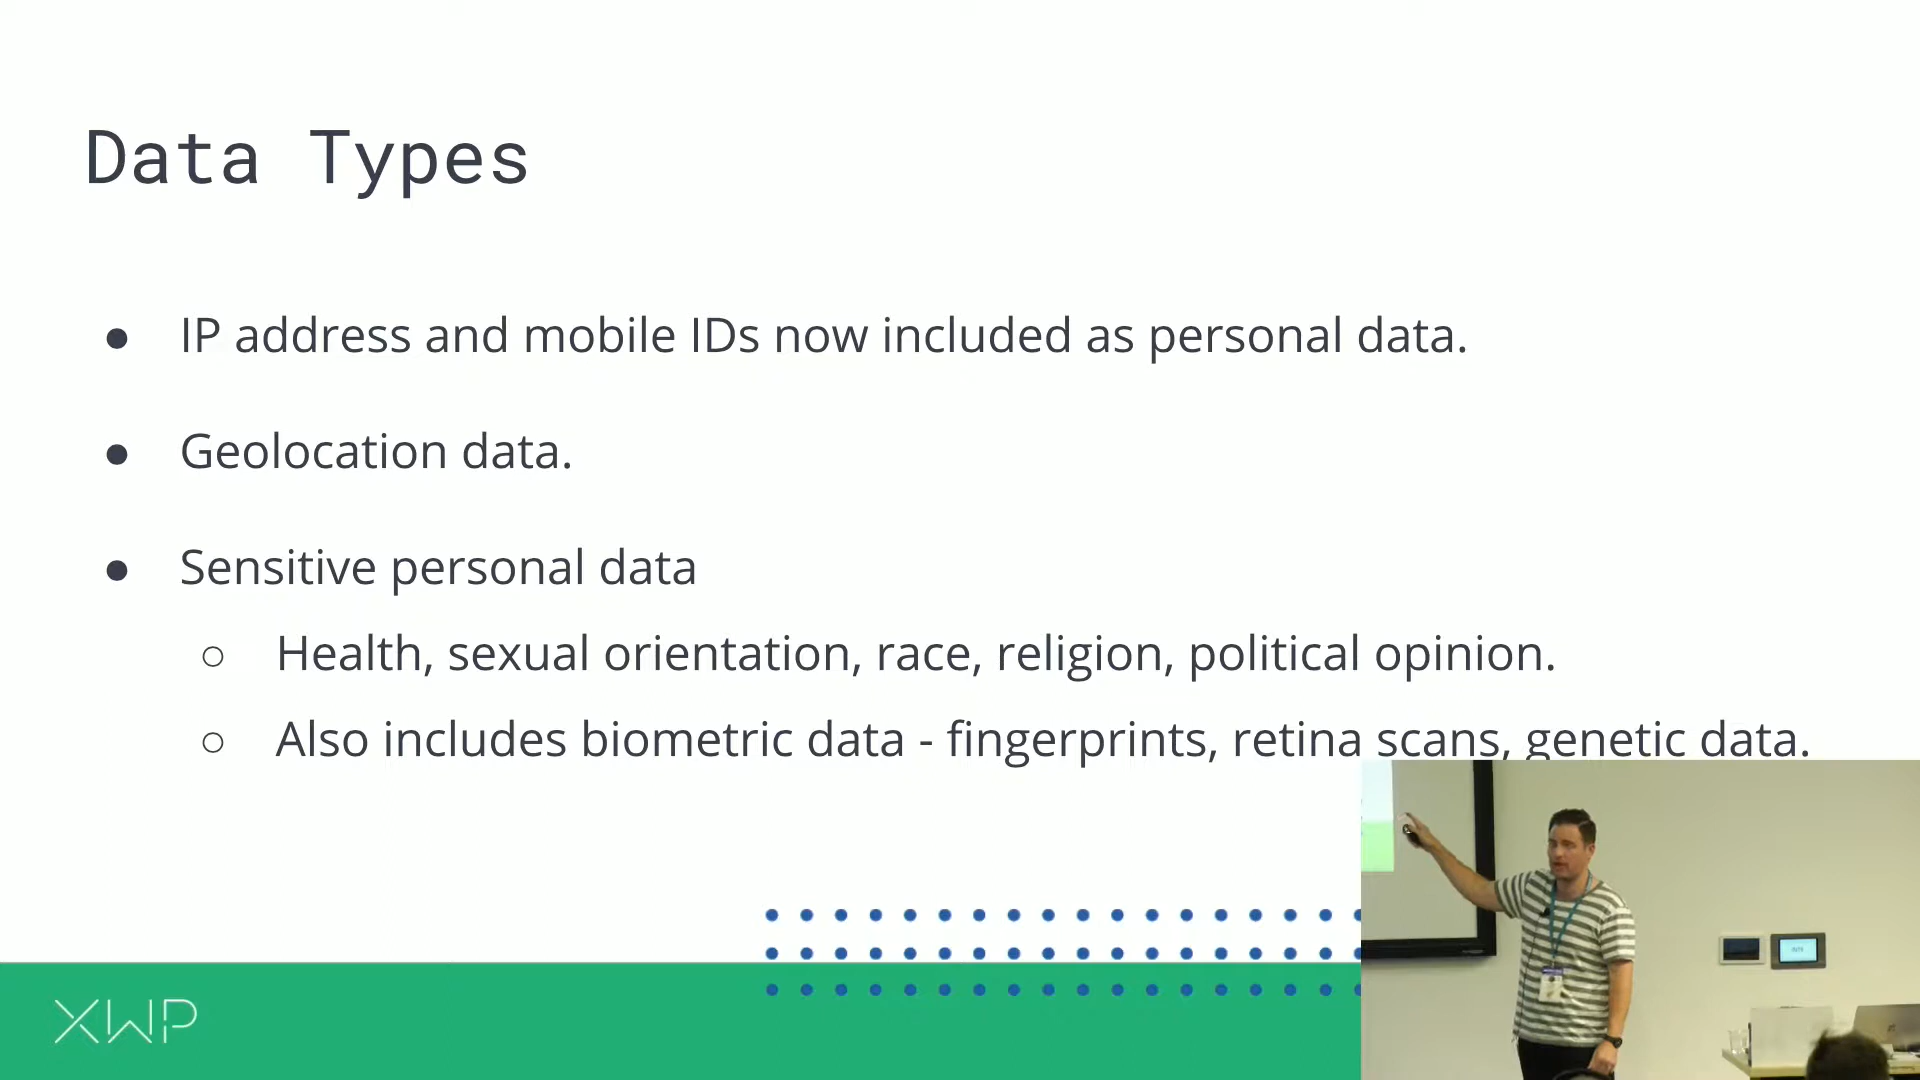 Data Types
● IP address and mobile IDs now included as personal data.
● Geolocation data.
● Sensitive personal data
○ Health, sexual orientation, race, religion, political opinion.
○ Also includes biometric data - fingerprints, retina scans, genetic data.
XWP